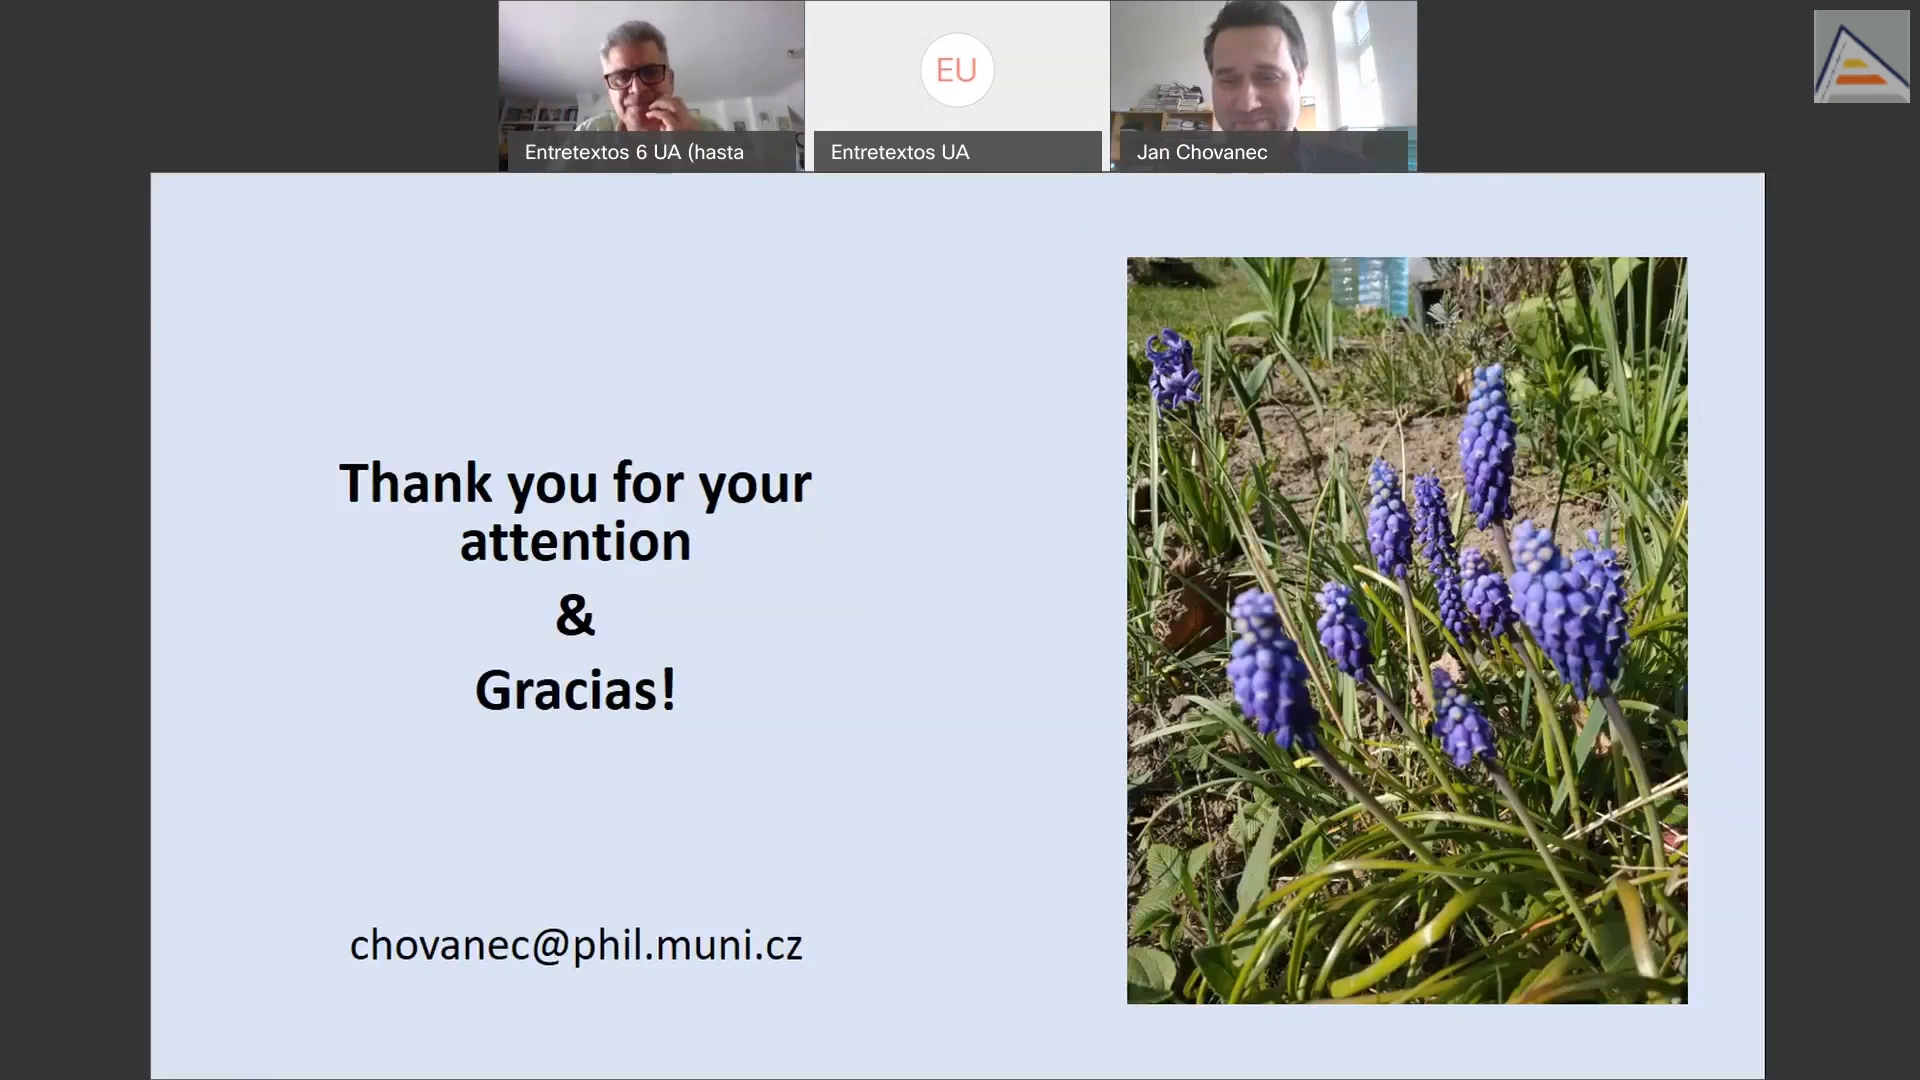 EU
Entretextos 6 UA (hasta
Entretextos UA
Jan Chovanec
Thank you for your
attention
&
Gracias!
chovanec@phil.muni.cz